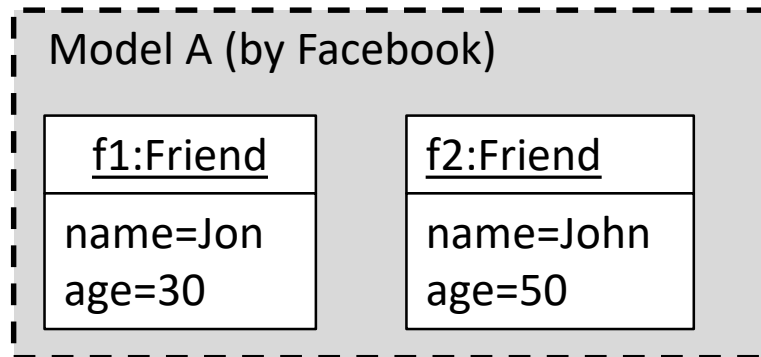 Model A (by Facebook)
f1:Friend
name=Jon
age=30
f2:Friend
name=John
age=50